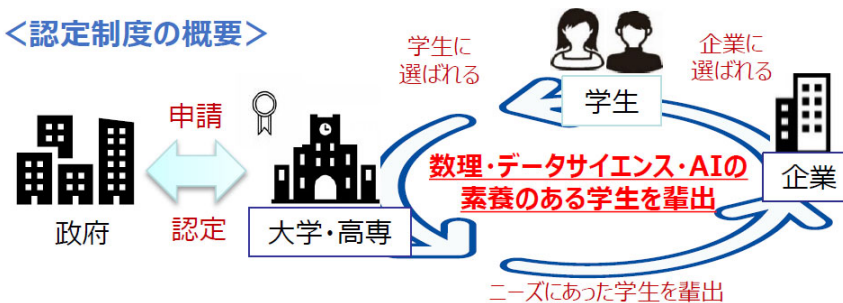 <認定制度の概要>
学生に
選ばれる
企業に
選ばれる
学生
申請
認定
政府
大学・高専
数理・データサイエンス・AIの
素養のある学生を輩出
企業
ニーズにあった学生を輩出